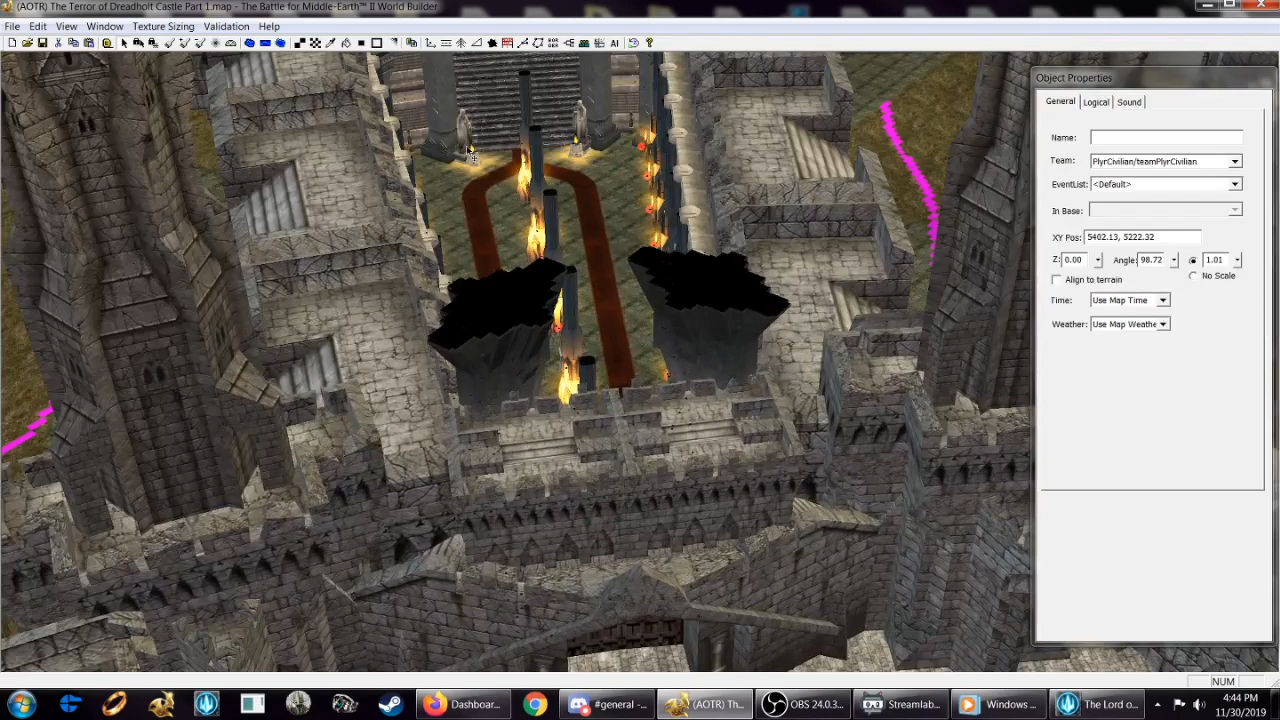 (AOTR) The Terror of Dreadholt Castle Part 1.map - The Battle for Middle-Earth™ II World Builder
File Edit View Window Texture Sizing Validation Help
AI
Object Properties
General Logical Sound
Name:
Team: PlyrCivilian/teamPlyrCivilian
EventList: <Default>
In Base:
XY Pos: 5402.13, 5222.32
Z: 0.00 Angle: 98.72 1.01
Align to terrain No Scale
Time: Use Map Time
Weather: Use Map Weathe
NUM
Dashboar... #general -... (AOTR) Th... OBS 24.0.3... Streamlab... Windows ... The Lord o... 4:44 PM
11/30/2019